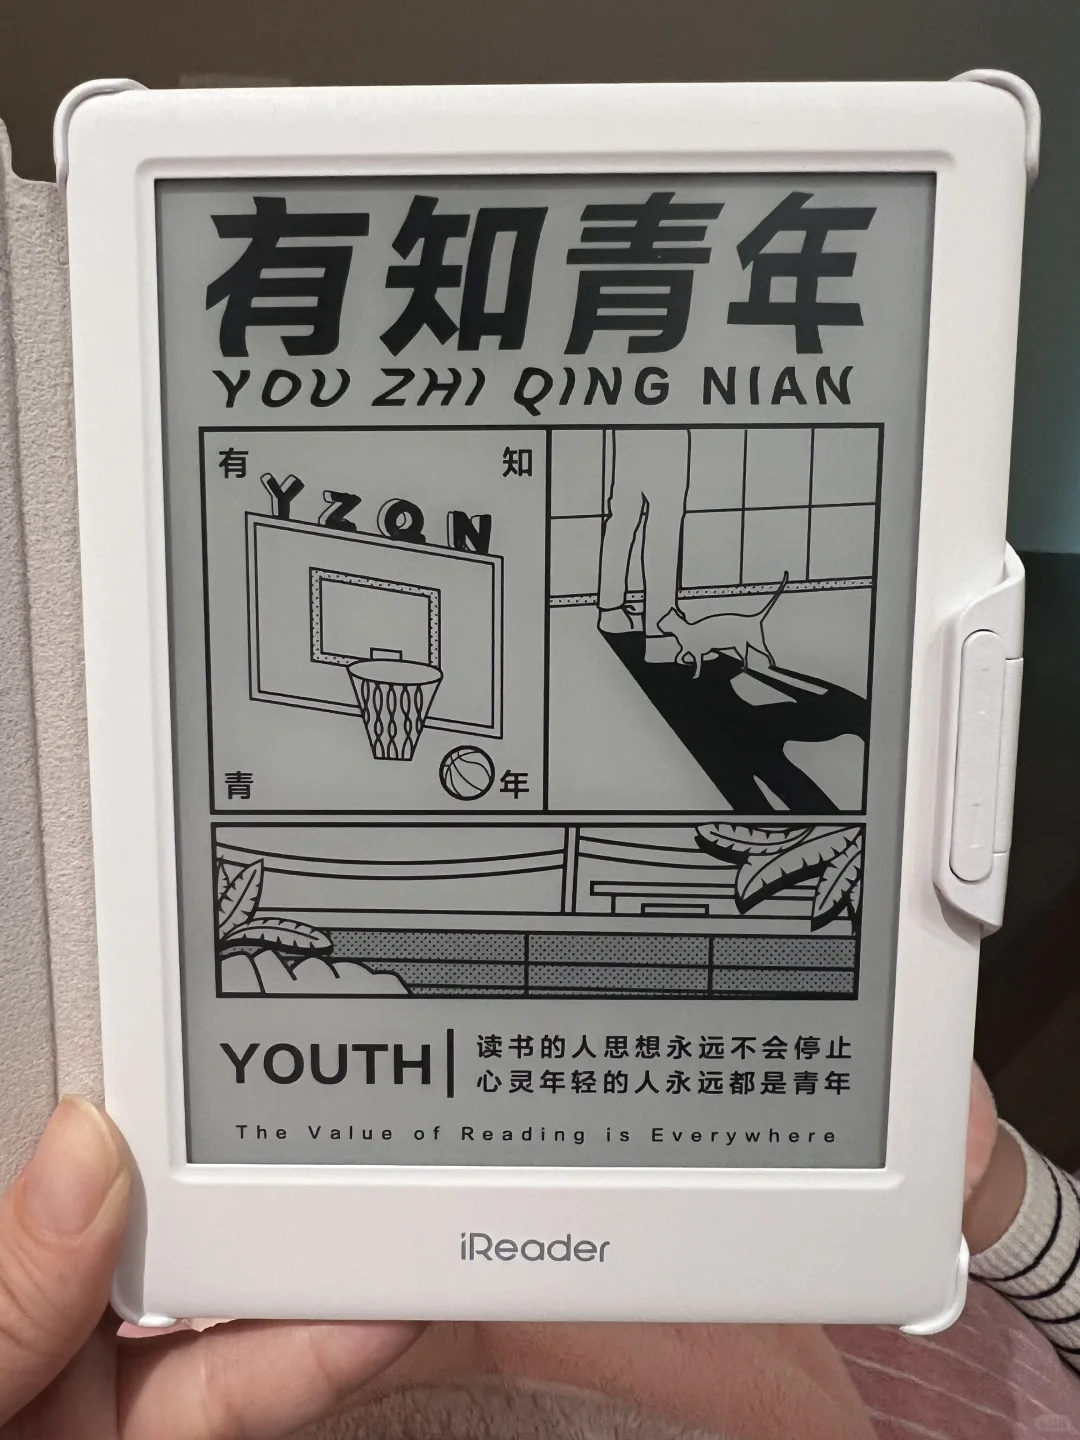 有知青年
YOU ZHI QING NIAN
有 知
YZQN
青 年
YOUTH
读书的人思想永远不会停止
心灵年轻的人永远都是青年
The Value of Reading is Everywhere
iReader